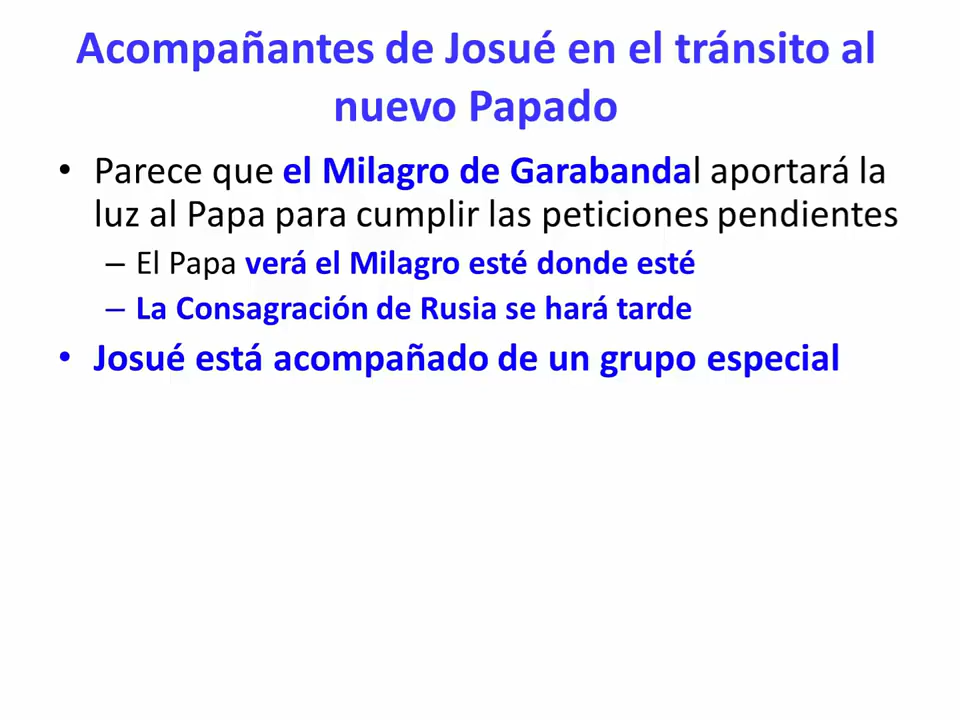 Acompañantes de Josué en el tránsito al
nuevo Papado
• Parece que el Milagro de Garabandal aportará la
luz al Papa para cumplir las peticiones pendientes
– El Papa verá el Milagro esté donde esté
– La Consagración de Rusia se hará tarde
• Josué está acompañado de un grupo especial